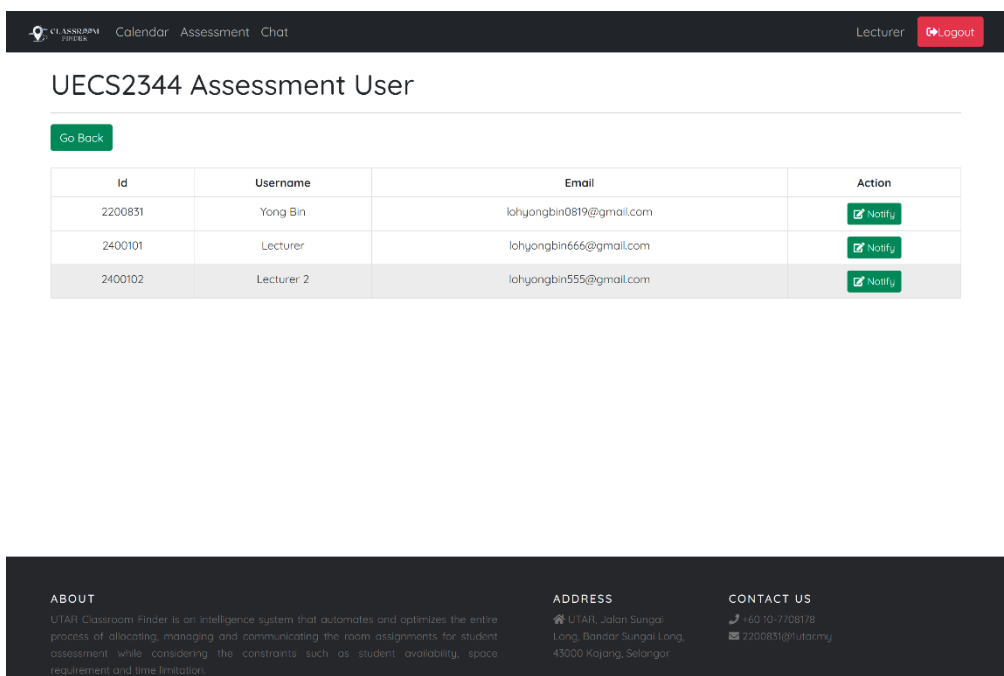 CLASSROOM
FINDER
Calendar Assessment Chat
Lecturer
Logout
UECS2344 Assessment User
Go Back
Id Username Email Action
2200831 Yong Bin lohyongbin0819@gmail.com Notify
2400101 Lecturer lohyongbin666@gmail.com Notify
2400102 Lecturer 2 lohyongbin555@gmail.com Notify
ABOUT
UTAR Classroom Finder is an intelligence system that automates and optimizes the entire
process of allocating, managing and communicating the room assignments for student
assessment while considering the constraints such as student availability, space
requirement and time limitation.
ADDRESS
UTAR, Jalan Sungai
Long, Bandar Sungai Long,
43000 Kajang, Selangor
CONTACT US
+60 10-7708178
2200831@1utar.my